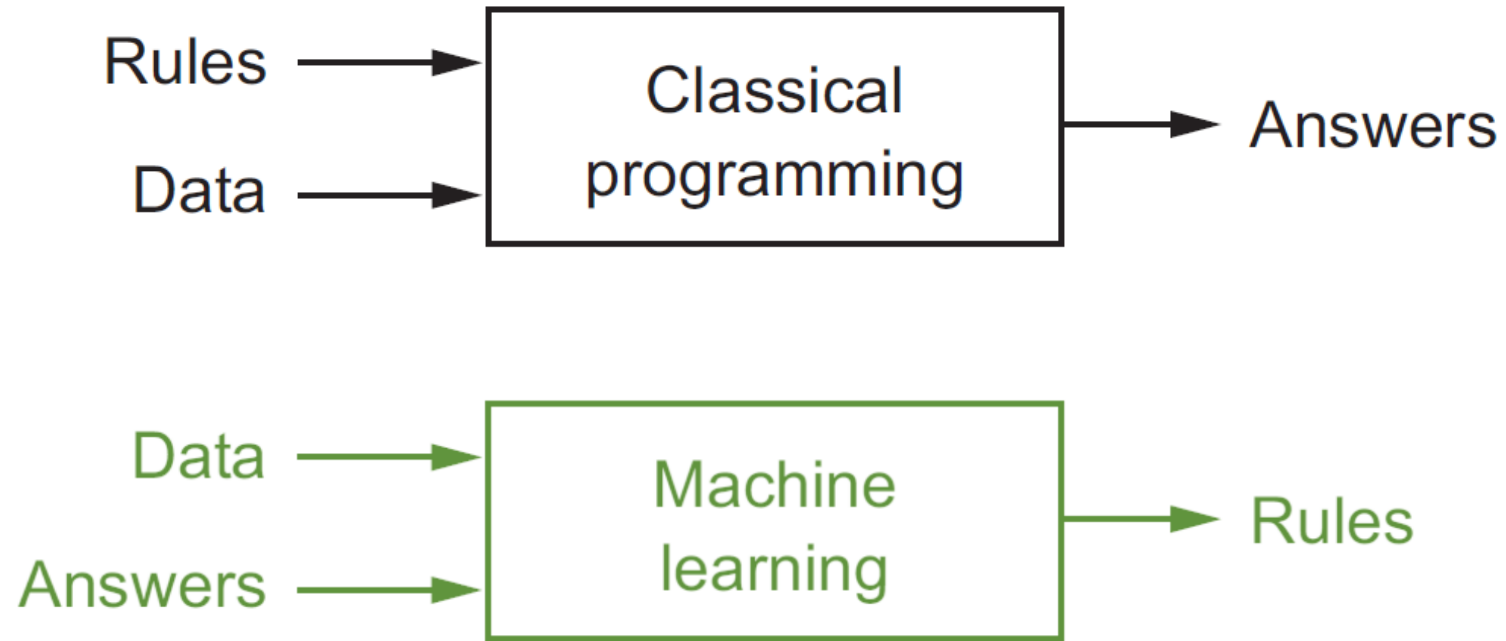 Rules
Data
Classical
programming
Answers
Data
Answers
Machine
learning
Rules